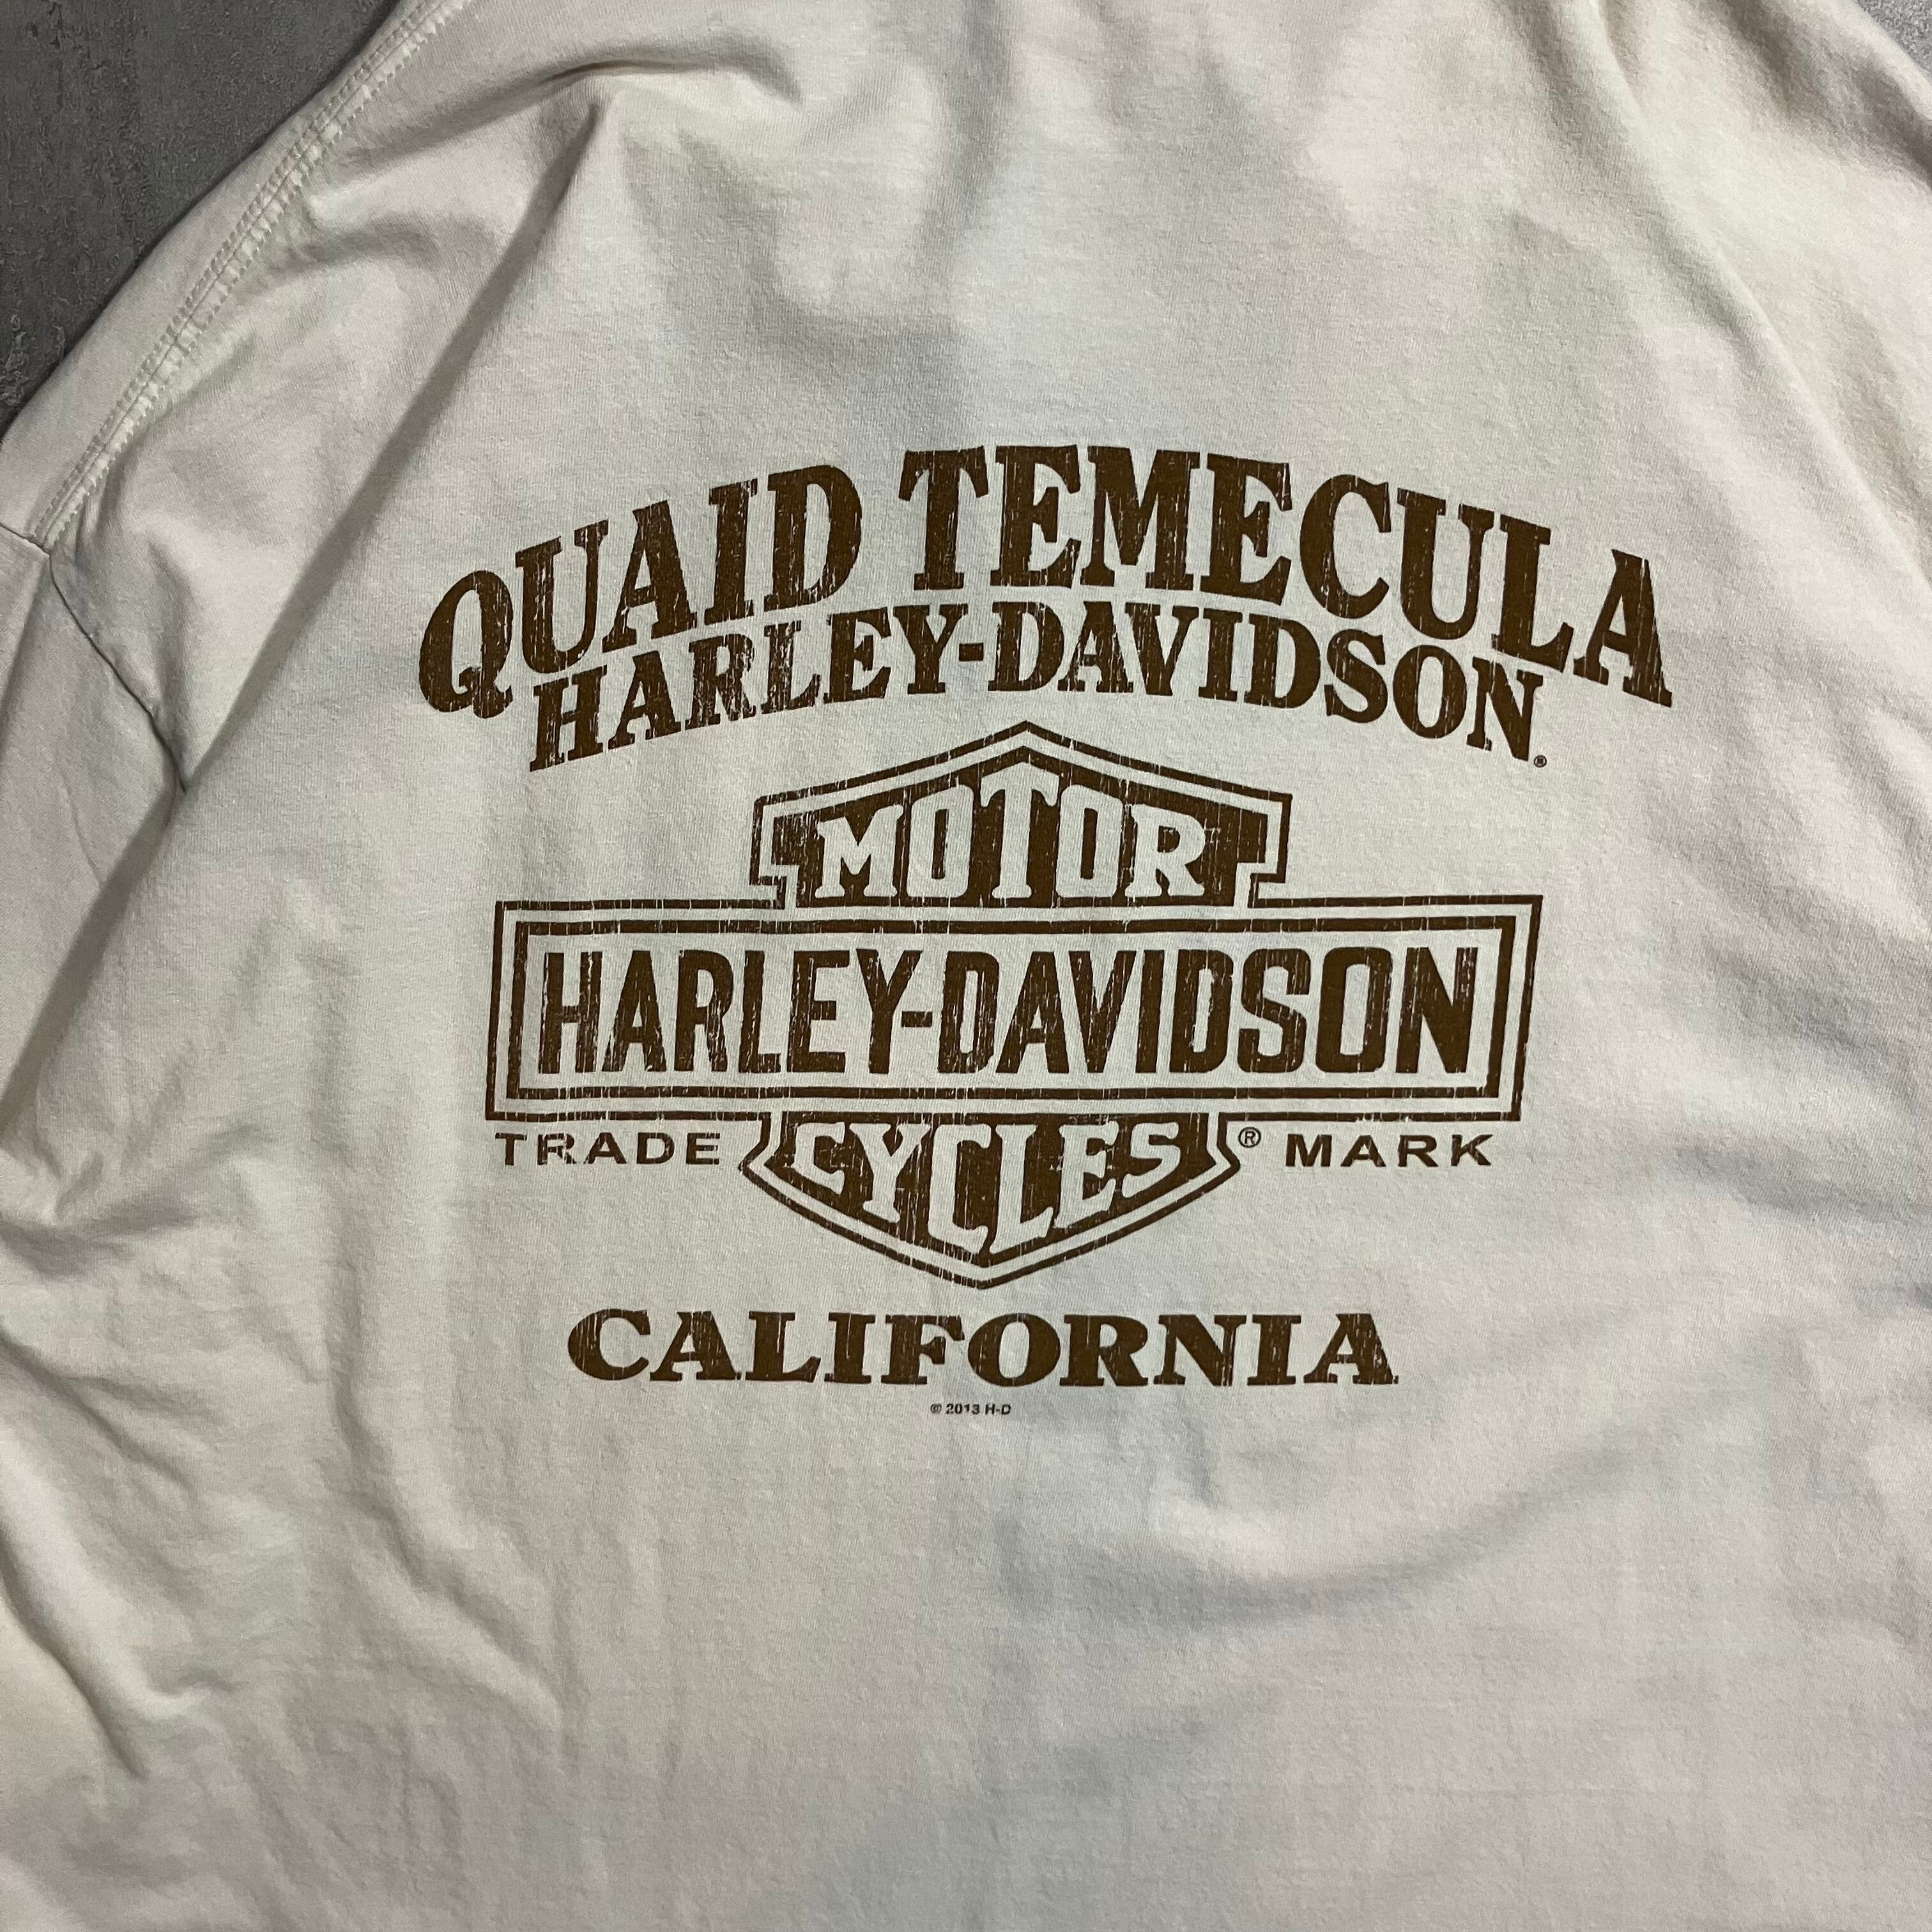 QUAID TEMECULA
HARLEY-DAVIDSON®
MOTOR
HARLEY-DAVIDSON
TRADE CYCLES ® MARK
CALIFORNIA
© 2013 H-D